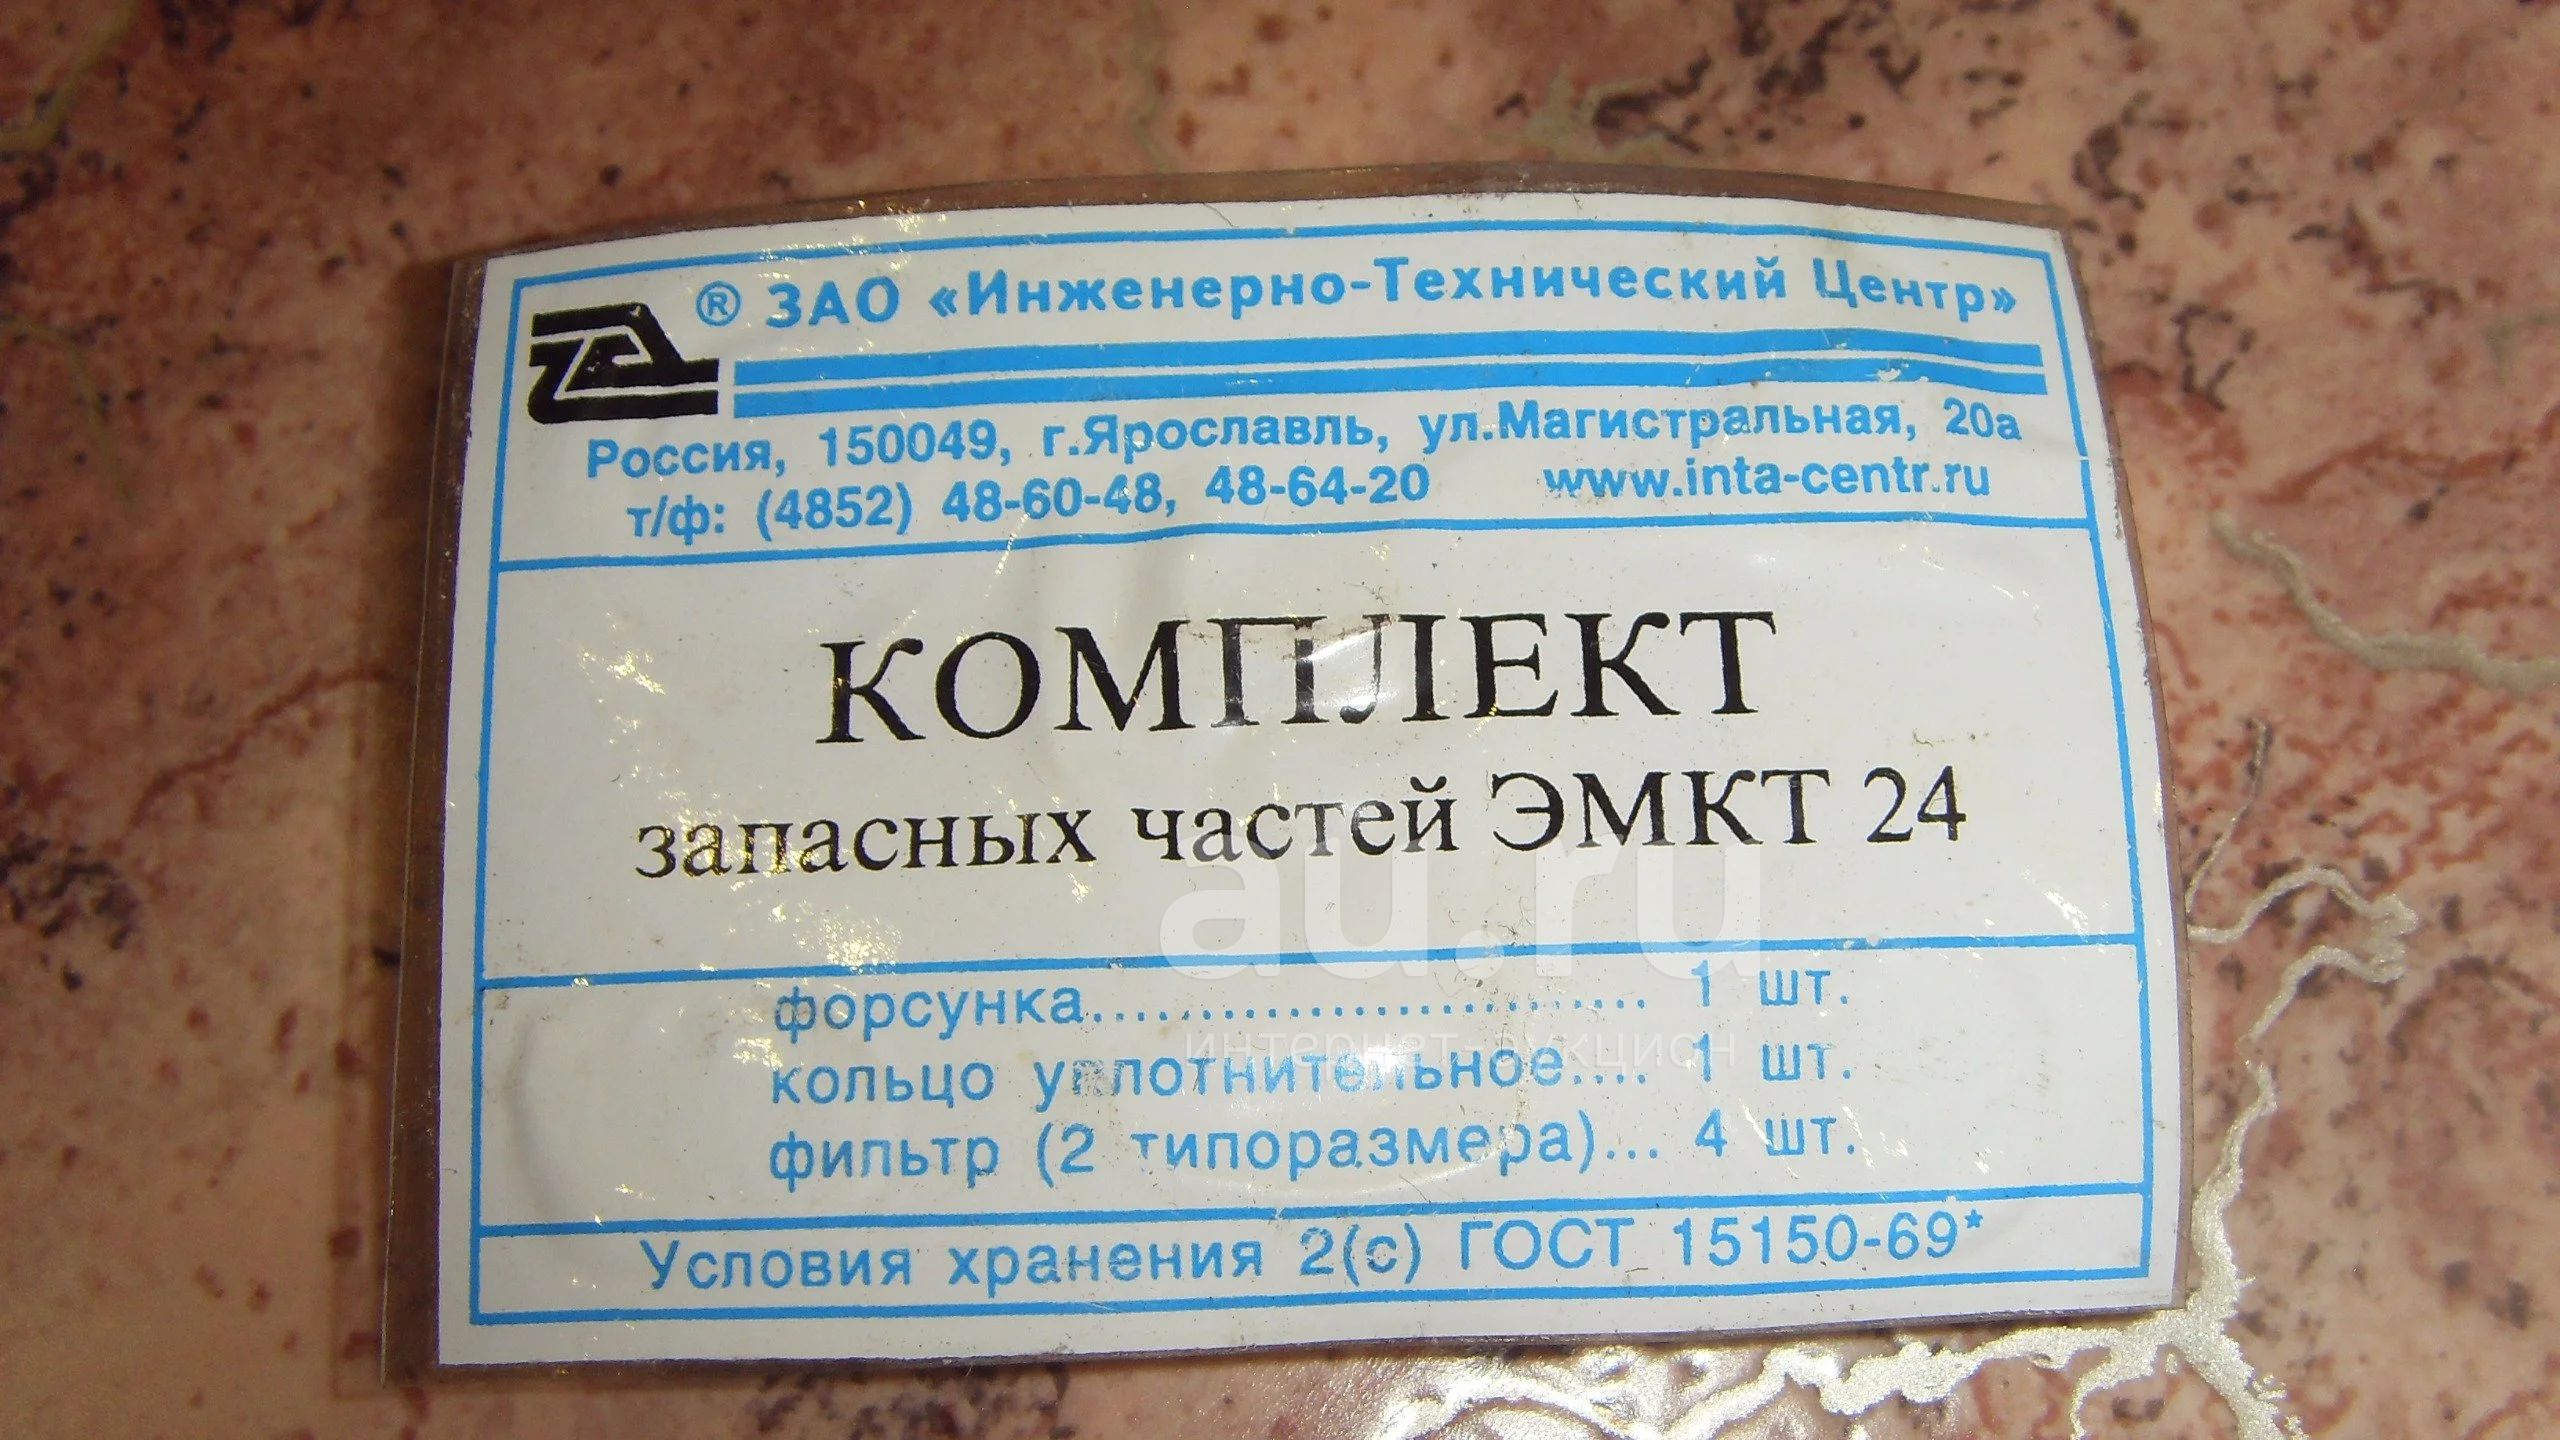 ® ЗАО «Инженерно-Технический Центр»
Россия, 150049, г.Ярославль, ул.Магистральная, 20а
т/ф: (4852) 48-60-48, 48-64-20 www.inta-centr.ru
КОМПЛЕКТ
запасных частей ЭМКТ 24
au.ru
форсунка............................ 1 шт.
интернет-аукцион
кольцо уплотнительное.... 1 шт.
фильтр (2 типоразмера)... 4 шт.
Условия хранения 2(с) ГОСТ 15150-69*